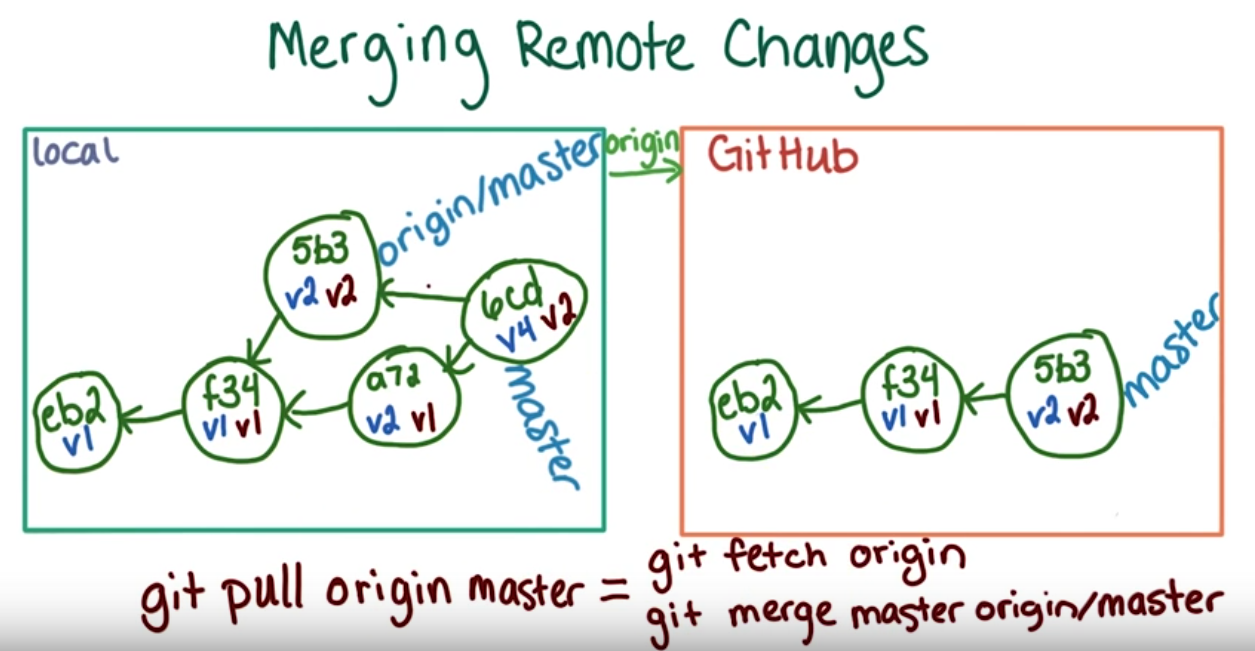 Merging Remote Changes
local
origin/master
origin
GitHub
5b3
v2 v2
6cd
v4 v2
eb2
v1
f34
v1 v1
a72
v2 v1
master
eb2
v1
f34
v1 v1
5b3
v2 v2
master
git pull origin master = git fetch origin
git merge master origin/master